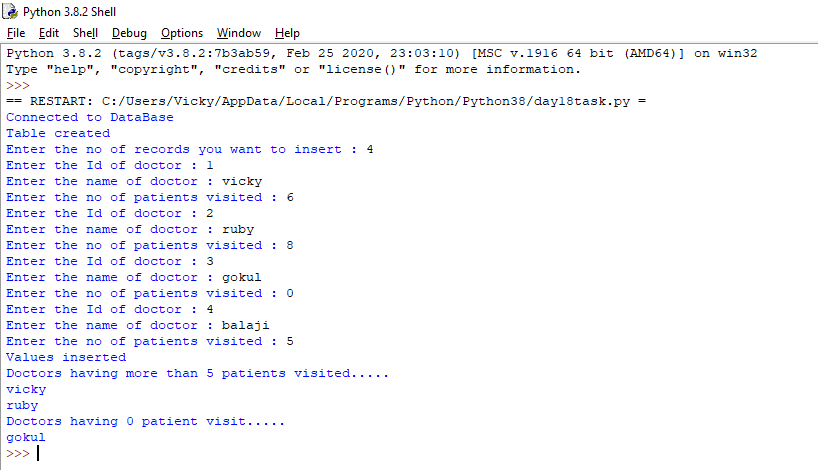 Python 3.8.2 Shell
File Edit Shell Debug Options Window Help
Python 3.8.2 (tags/v3.8.2:7b3ab59, Feb 25 2020, 23:03:10) [MSC v.1916 64 bit (AMD64)] on win32
Type "help", "copyright", "credits" or "license()" for more information.
>>>
== RESTART: C:/Users/Vicky/AppData/Local/Programs/Python/Python38/day18task.py =
Connected to DataBase
Table created
Enter the no of records you want to insert : 4
Enter the Id of doctor : 1
Enter the name of doctor : vicky
Enter the no of patients visited : 6
Enter the Id of doctor : 2
Enter the name of doctor : ruby
Enter the no of patients visited : 8
Enter the Id of doctor : 3
Enter the name of doctor : gokul
Enter the no of patients visited : 0
Enter the Id of doctor : 4
Enter the name of doctor : balaji
Enter the no of patients visited : 5
Values inserted
Doctors having more than 5 patients visited.....
vicky
ruby
Doctors having 0 patient visit.....
gokul
>>>